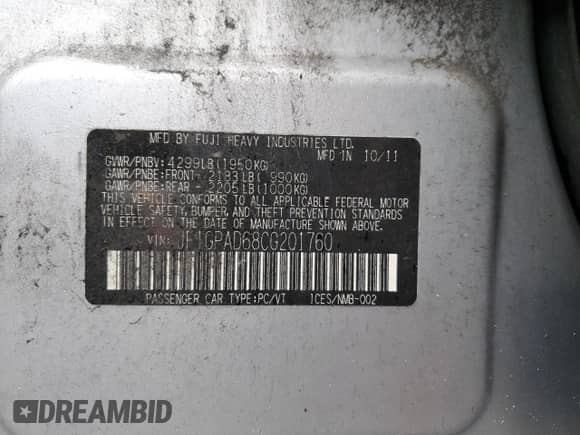 MFD BY FUJI HEAVY INDUSTRIES LTD.
MFD IN 10/11
GVWR/PNBV: 4299LB(1950KG)
GAWR/PNBE:FRONT- 2183LB( 990KG)
GAWR/PNBE:REAR - 2205LB(1000KG)
THIS VEHICLE CONFORMS TO ALL APPLICABLE FEDERAL MOTOR
VEHICLE SAFETY, BUMPER, AND THEFT PREVENTION STANDARDS
IN EFFECT ON THE DATE OF MANUFACTURE SHOWN ABOVE.
VIN: JF1GPAD68CG201760
PASSENGER CAR TYPE:PC/VT ICES/NMB-002
DREAMBID